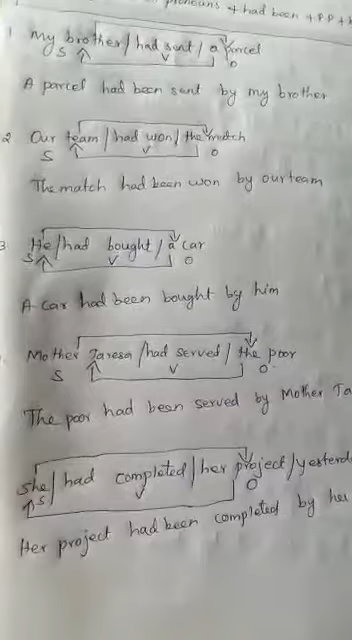 pronouns + had been + P.P +
1 My brother / had sent / a parcel
S V O
A parcel had been sent by my brother
2 Our team / had won / the match
S V O
The match had been won by our team
3 He / had bought / a car
S V O
A car had been bought by him
Mother Taresa / had served / the poor
S V O
The poor had been served by Mother Ta
She / had completed / her project / yesterd
S V O
Her project had been completed by her